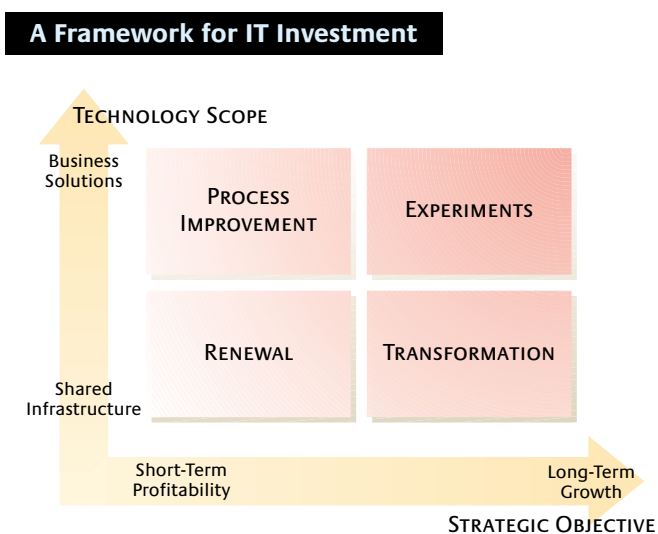 A Framework for IT Investment
TECHNOLOGY SCOPE
Business
Solutions
PROCESS
IMPROVEMENT
EXPERIMENTS
RENEWAL
TRANSFORMATION
Shared
Infrastructure
Short-Term
Profitability
Long-Term
Growth
STRATEGIC OBJECTIVE